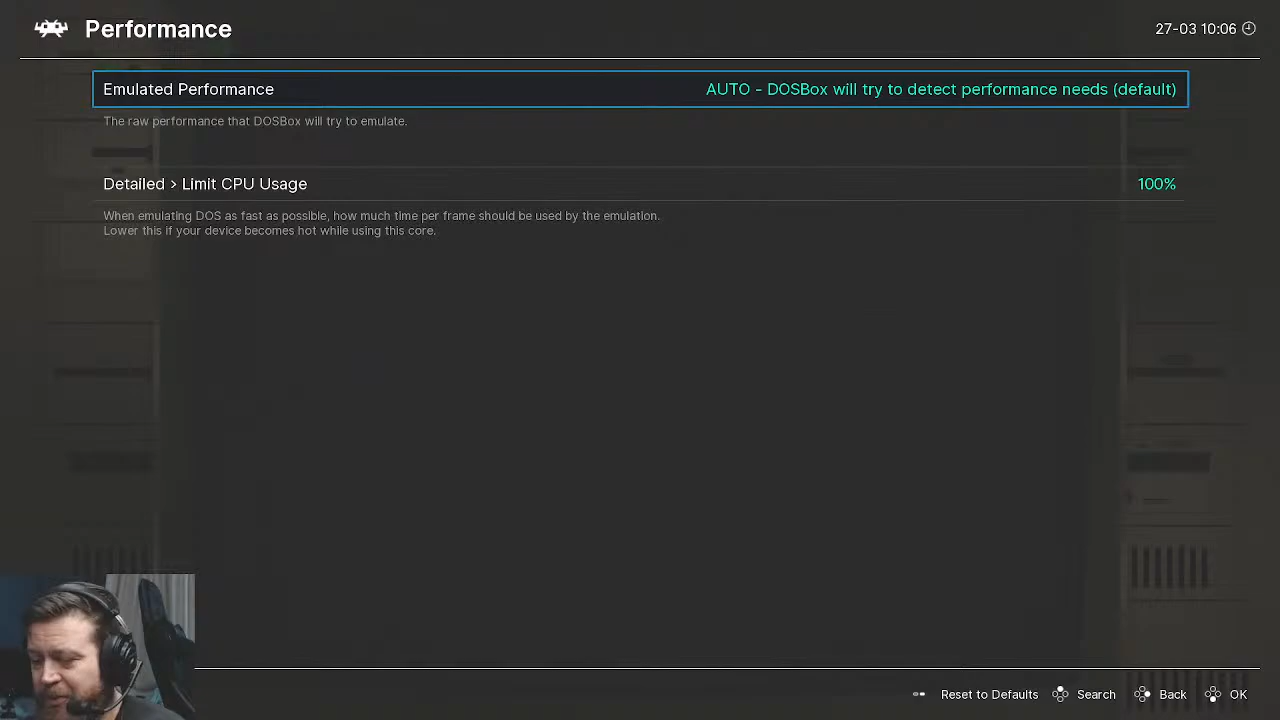 Performance
27-03 10:06
Emulated Performance
AUTO - DOSBox will try to detect performance needs (default)
The raw performance that DOSBox will try to emulate.
Detailed > Limit CPU Usage
100%
When emulating DOS as fast as possible, how much time per frame should be used by the emulation.
Lower this if your device becomes hot while using this core.
Reset to Defaults
Search
Back
OK